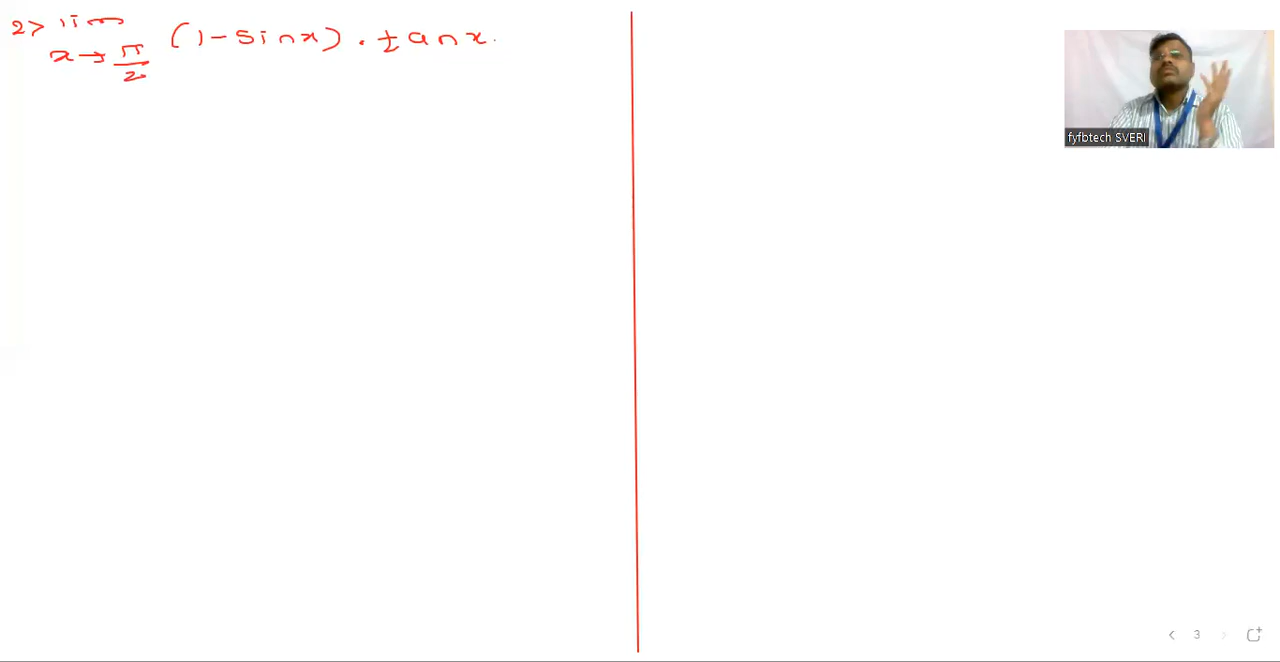 2> lim
x→π/2 (1-sinx).tanx.
fyfbtech SVERI
3